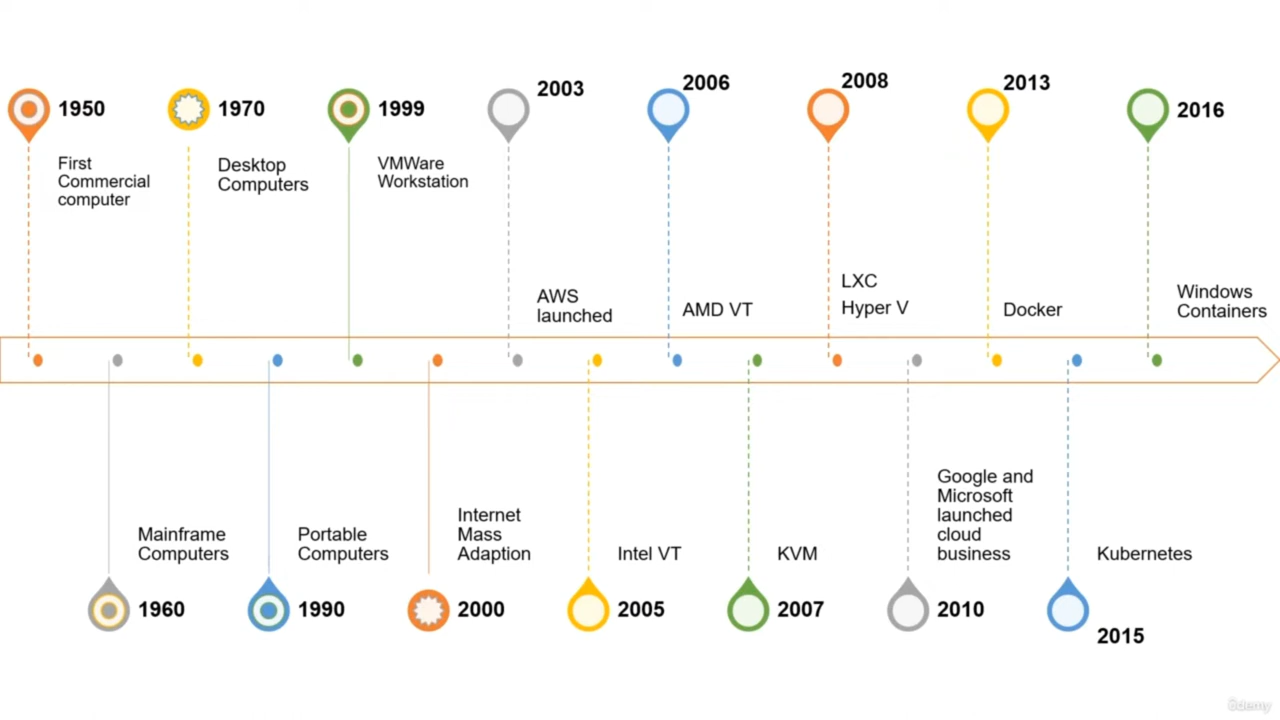 1950
First
Commercial
computer
1970
Desktop
Computers
1999
VMWare
Workstation
2003
AWS
launched
2006
AMD VT
2008
LXC
Hyper V
2013
Docker
2016
Windows
Containers
Mainframe
Computers
1960
Portable
Computers
1990
Internet
Mass
Adaption
2000
Intel VT
2005
KVM
2007
Google and
Microsoft
launched
cloud
business
2010
Kubernetes
2015
ûdemy